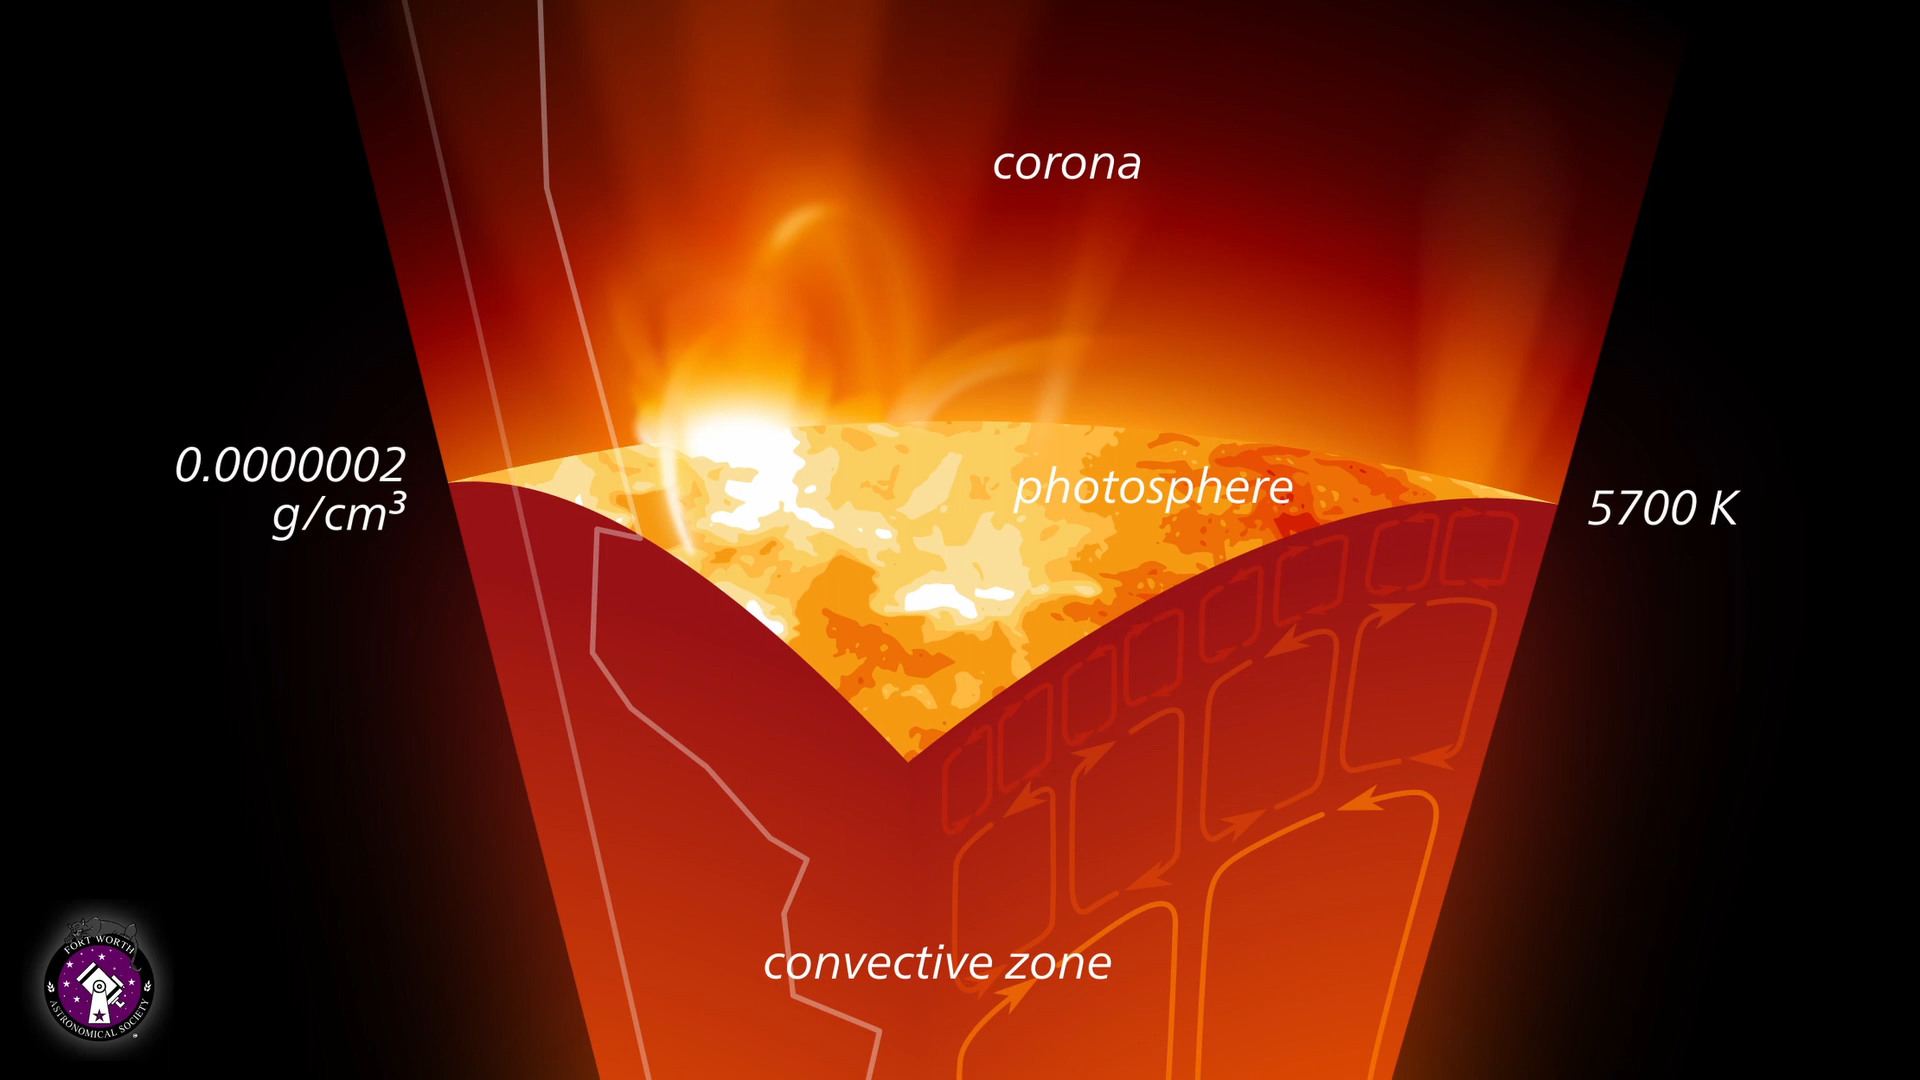 corona
0.0000002
g/cm³
photosphere
5700 K
convective zone
FORT WORTH
ASTRONOMICAL SOCIETY